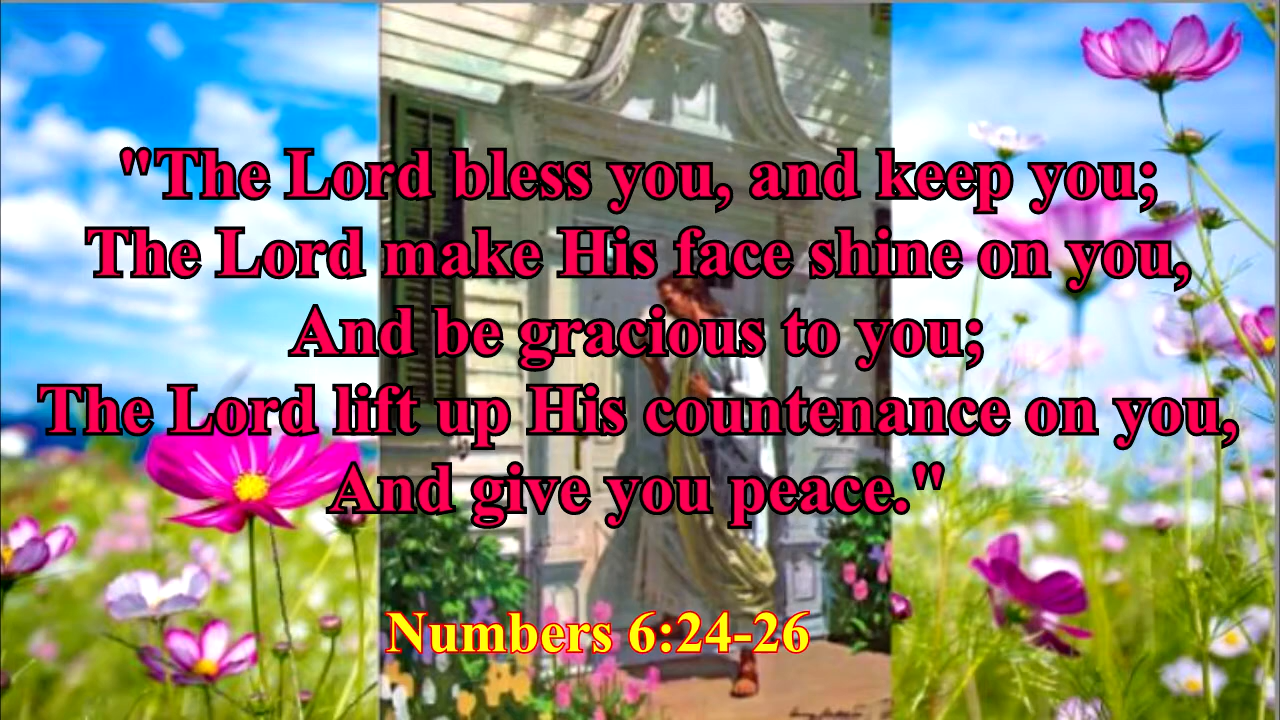 "The Lord bless you, and keep you;
The Lord make His face shine on you,
And be gracious to you;
The Lord lift up His countenance on you,
And give you peace."
Numbers 6:24-26